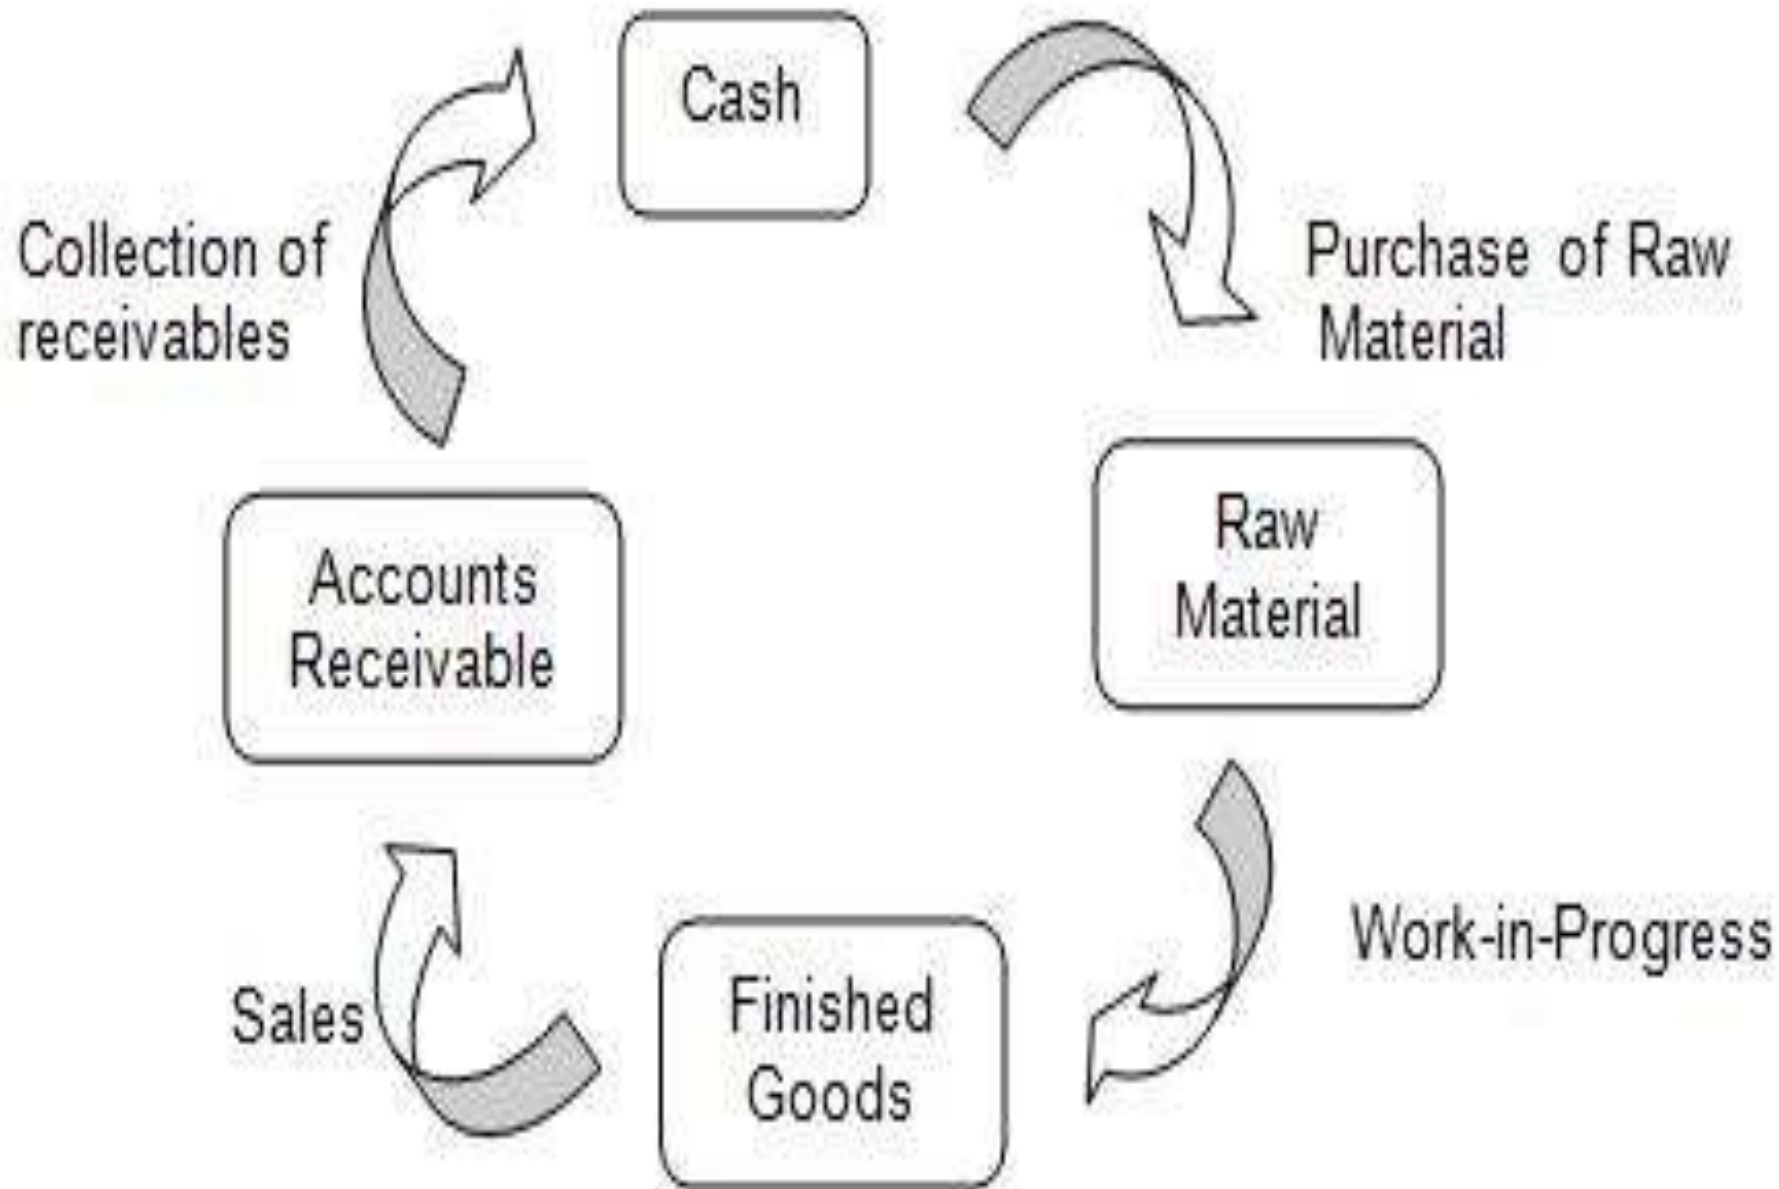 Cash
Collection of
receivables
Purchase of Raw
Material
Accounts
Receivable
Raw
Material
Sales
Finished
Goods
Work-in-Progress